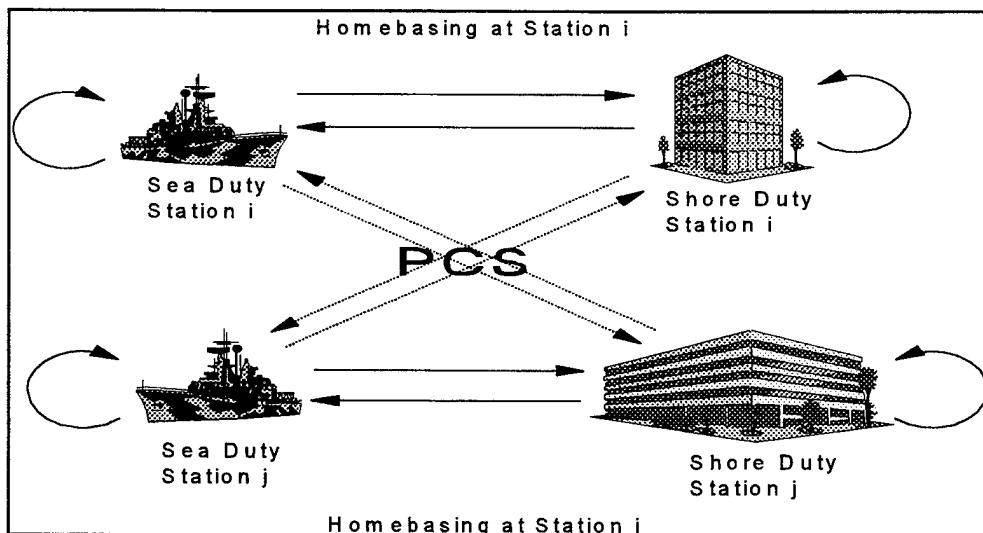 Homebasing at Station i
Sea Duty
Station i
Shore Duty
Station i
PCS
Sea Duty
Station j
Shore Duty
Station j
Homebasing at Station